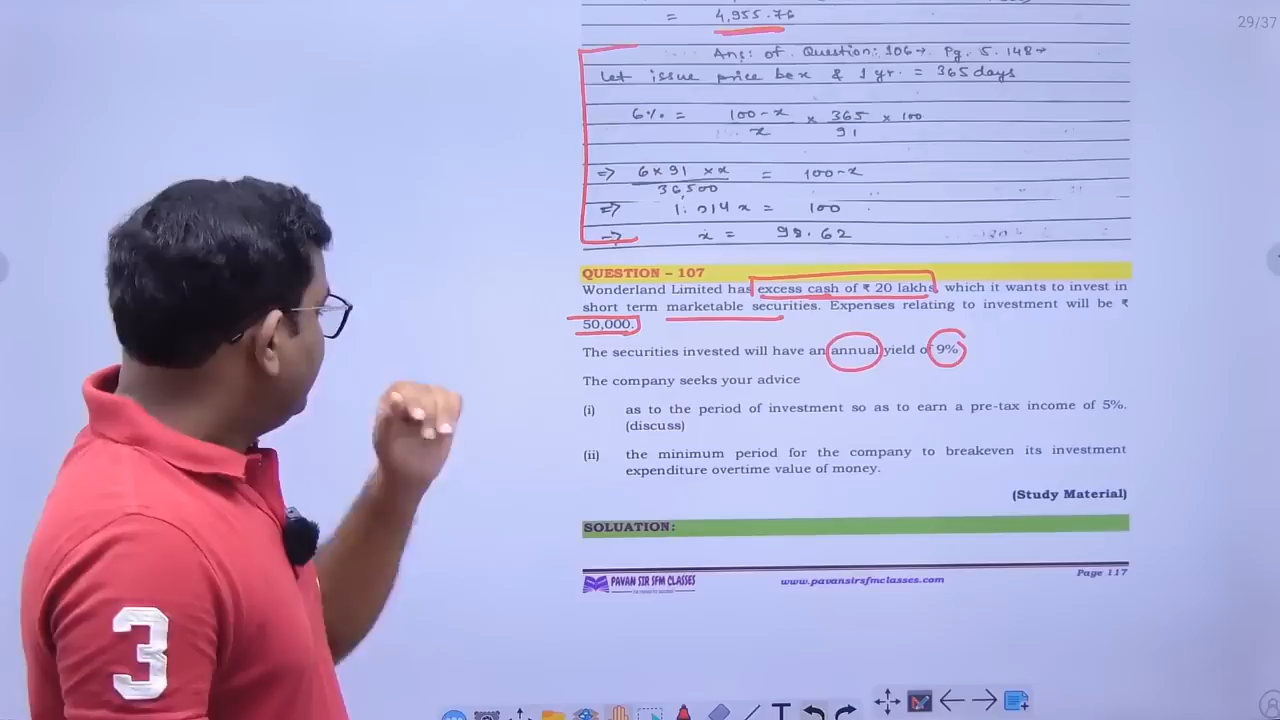 29/37
= 4,955.76
Ans: of Question: 106→ Pg. 5.148→
Let issue price be x & 1 yr. = 365 days
6% = 100-x × 365 × 100
x 91
=> 6×91 × x = 100-x
36,500
=> 1.014x = 100
=> x = 98.62
QUESTION – 107
Wonderland Limited has excess cash of ₹ 20 lakhs, which it wants to invest in
short term marketable securities. Expenses relating to investment will be ₹
50,000.
The securities invested will have an annual yield of 9%
The company seeks your advice
(i) as to the period of investment so as to earn a pre-tax income of 5%.
(discuss)
(ii) the minimum period for the company to breakeven its investment
expenditure overtime value of money.
(Study Material)
SOLUATION:
PAVAN SIR SFM CLASSES
www.pavansirsfmclasses.com
Page 117
3
T